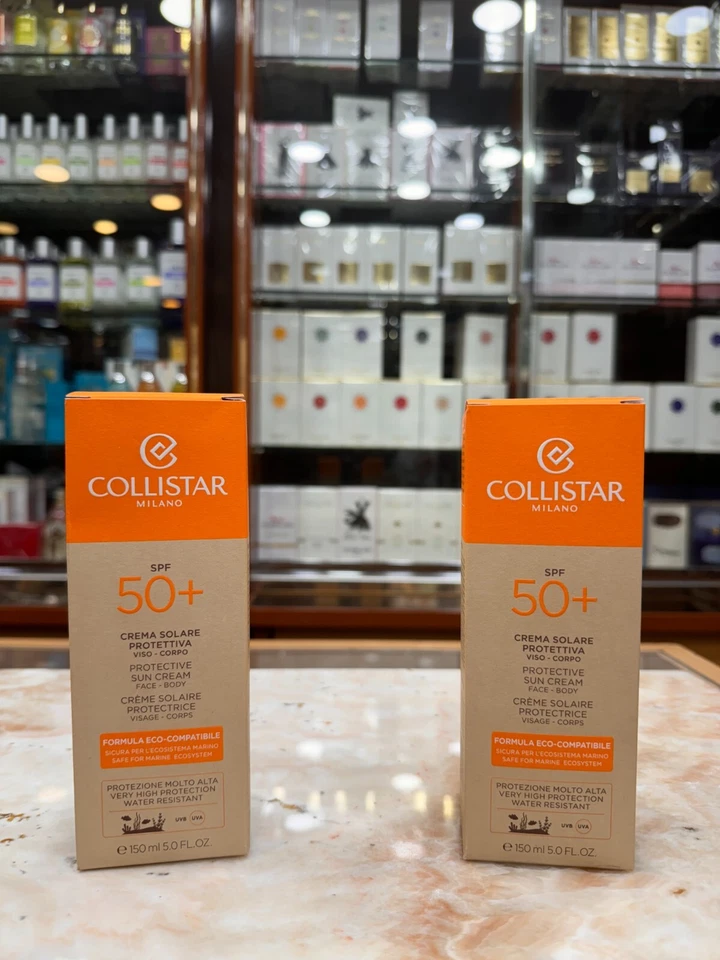 COLLISTAR
MILANO
SPF
50+
CREMA SOLARE
PROTETTIVA
VISO - CORPO
PROTECTIVE
SUN CREAM
FACE - BODY
CRÈME SOLAIRE
PROTECTRICE
VISAGE - CORPS
FORMULA ECO-COMPATIBILE
SICURA PER L'ECOSISTEMA MARINO
SAFE FOR MARINE ECOSYSTEM
PROTEZIONE MOLTO ALTA
VERY HIGH PROTECTION
WATER RESISTANT
UVB UVA
e 150 ml 5.0 FL.OZ.
COLLISTAR
MILANO
SPF
50+
CREMA SOLARE
PROTETTIVA
VISO - CORPO
PROTECTIVE
SUN CREAM
FACE - BODY
CRÈME SOLAIRE
PROTECTRICE
VISAGE - CORPS
FORMULA ECO-COMPATIBILE
SICURA PER L'ECOSISTEMA MARINO
SAFE FOR MARINE ECOSYSTEM
PROTEZIONE MOLTO ALTA
VERY HIGH PROTECTION
WATER RESISTANT
UVB UVA
e 150 ml 5.0 FL.OZ.